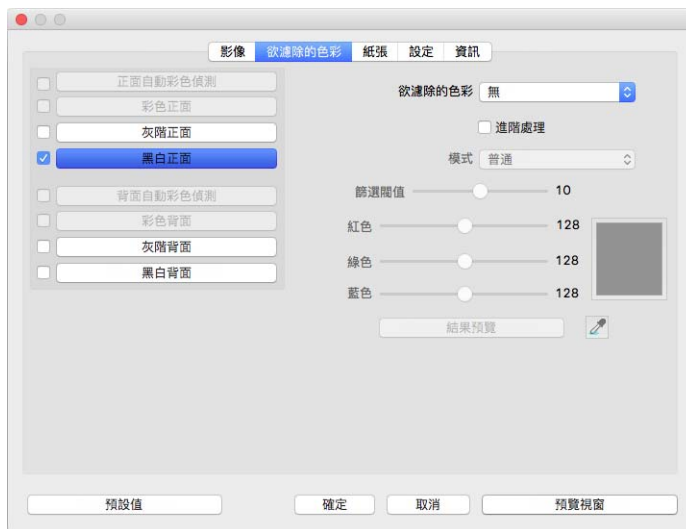 影像 欲濾除的色彩 紙張 設定 資訊
正面自動彩色偵測
彩色正面
灰階正面
黑白正面
背面自動彩色偵測
彩色背面
灰階背面
黑白背面
欲濾除的色彩 無
進階處理
模式 普通
篩選閥值 10
紅色 128
綠色 128
藍色 128
結果預覽
預設值 確定 取消 預覽視窗